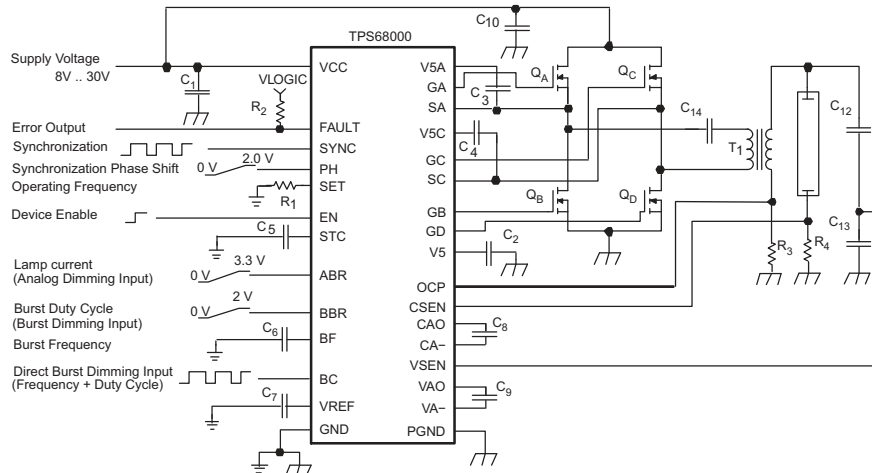 C10
TPS68000
Supply Voltage
8V .. 30V
C1
VLOGIC
R2
VCC
V5A
GA
SA
C3
QA
QC
C14
T1
C12
Error Output
FAULT
V5C
C4
Synchronization
SYNC
GC
Synchronization Phase Shift
0 V
2.0 V
PH
SC
Operating Frequency
R1
SET
QB
QD
Device Enable
EN
GB
C5
STC
GD
V5
C2
C13
R3
R4
Lamp current
(Analog Dimming Input)
0 V
3.3 V
ABR
OCP
CSEN
Burst Duty Cycle
(Burst Dimming Input)
0 V
2 V
BBR
CAO
C8
CA−
Burst Frequency
C6
BF
VSEN
Direct Burst Dimming Input
(Frequency + Duty Cycle)
BC
VAO
C9
VA−
C7
VREF
GND
PGND